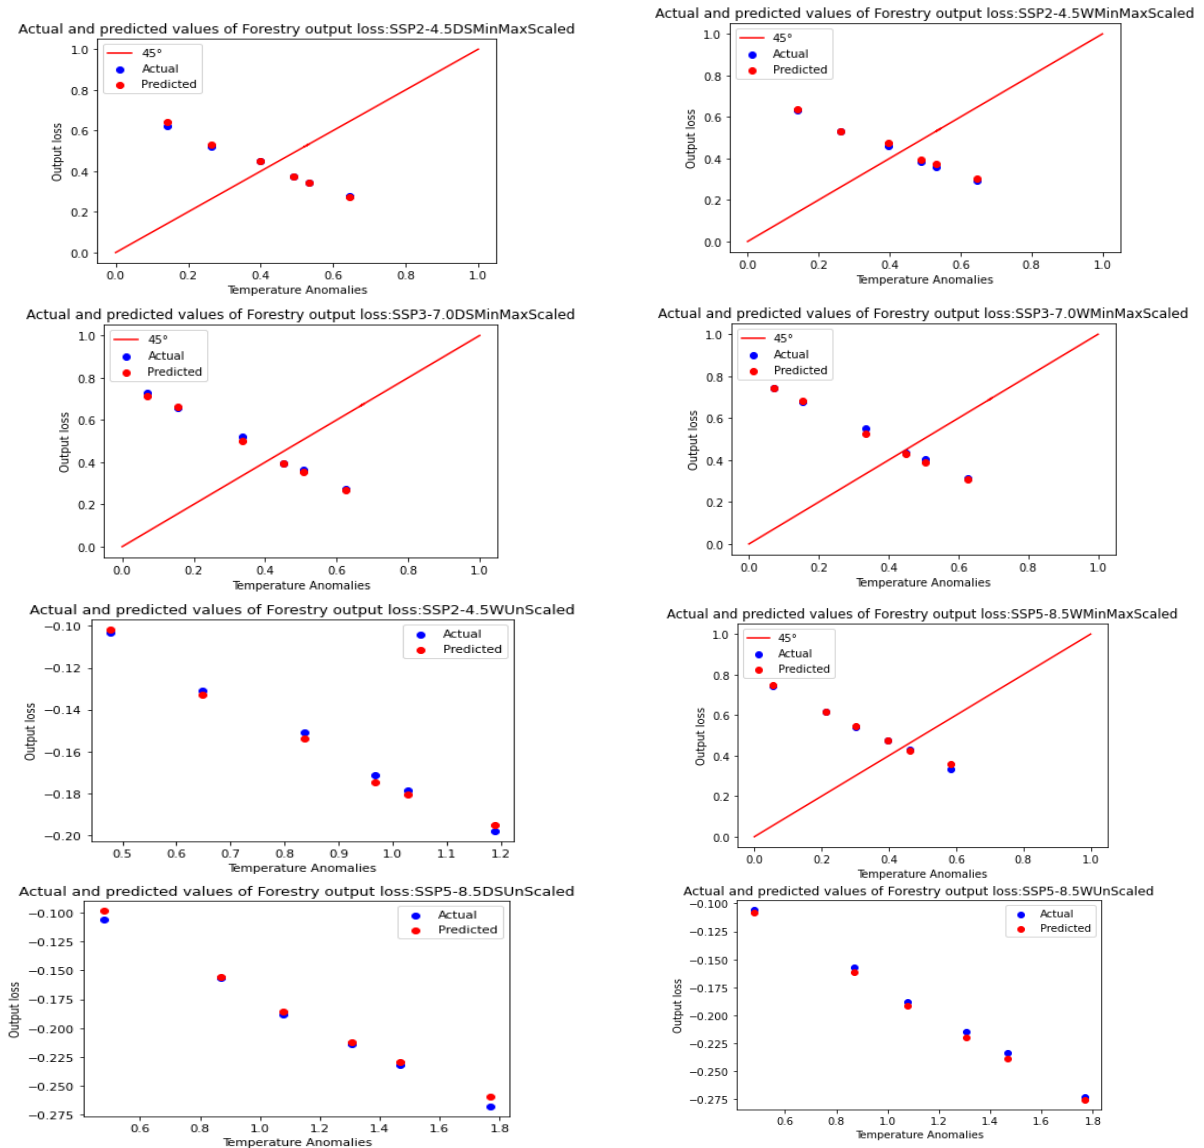 Actual and predicted values of Forestry output loss:SSP2-4.5DSMinMaxScaled
1.0
0.8
0.6
0.4
0.2
0.0
Output loss
45°
Actual
Predicted
0.0 0.2 0.4 0.6 0.8 1.0
Temperature Anomalies
Actual and predicted values of Forestry output loss:SSP2-4.5WMinMaxScaled
1.0
0.8
0.6
0.4
0.2
0.0
Output loss
45°
Actual
Predicted
0.0 0.2 0.4 0.6 0.8 1.0
Temperature Anomalies
Actual and predicted values of Forestry output loss:SSP3-7.0DSMinMaxScaled
1.0
0.8
0.6
0.4
0.2
0.0
Output loss
45°
Actual
Predicted
0.0 0.2 0.4 0.6 0.8 1.0
Temperature Anomalies
Actual and predicted values of Forestry output loss:SSP3-7.0WMinMaxScaled
1.0
0.8
0.6
0.4
0.2
0.0
Output loss
45°
Actual
Predicted
0.0 0.2 0.4 0.6 0.8 1.0
Temperature Anomalies
Actual and predicted values of Forestry output loss:SSP2-4.5WUnScaled
−0.10
−0.12
−0.14
−0.16
−0.18
−0.20
Output loss
Actual
Predicted
0.5 0.6 0.7 0.8 0.9 1.0 1.1 1.2
Temperature Anomalies
Actual and predicted values of Forestry output loss:SSP5-8.5WMinMaxScaled
1.0
0.8
0.6
0.4
0.2
0.0
Output loss
45°
Actual
Predicted
0.0 0.2 0.4 0.6 0.8 1.0
Temperature Anomalies
Actual and predicted values of Forestry output loss:SSP5-8.5DSUnScaled
−0.100
−0.125
−0.150
−0.175
−0.200
−0.225
−0.250
−0.275
Output loss
Actual
Predicted
0.6 0.8 1.0 1.2 1.4 1.6 1.8
Temperature Anomalies
Actual and predicted values of Forestry output loss:SSP5-8.5WUnScaled
−0.100
−0.125
−0.150
−0.175
−0.200
−0.225
−0.250
−0.275
Output loss
Actual
Predicted
0.6 0.8 1.0 1.2 1.4 1.6 1.8
Temperature Anomalies